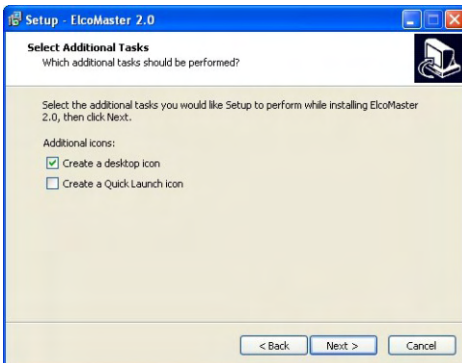 Setup - ElcoMaster 2.0
Select Additional Tasks
Which additional tasks should be performed?
Select the additional tasks you would like Setup to perform while installing ElcoMaster
2.0, then click Next.
Additional icons:
Create a desktop icon
Create a Quick Launch icon
< Back
Next >
Cancel